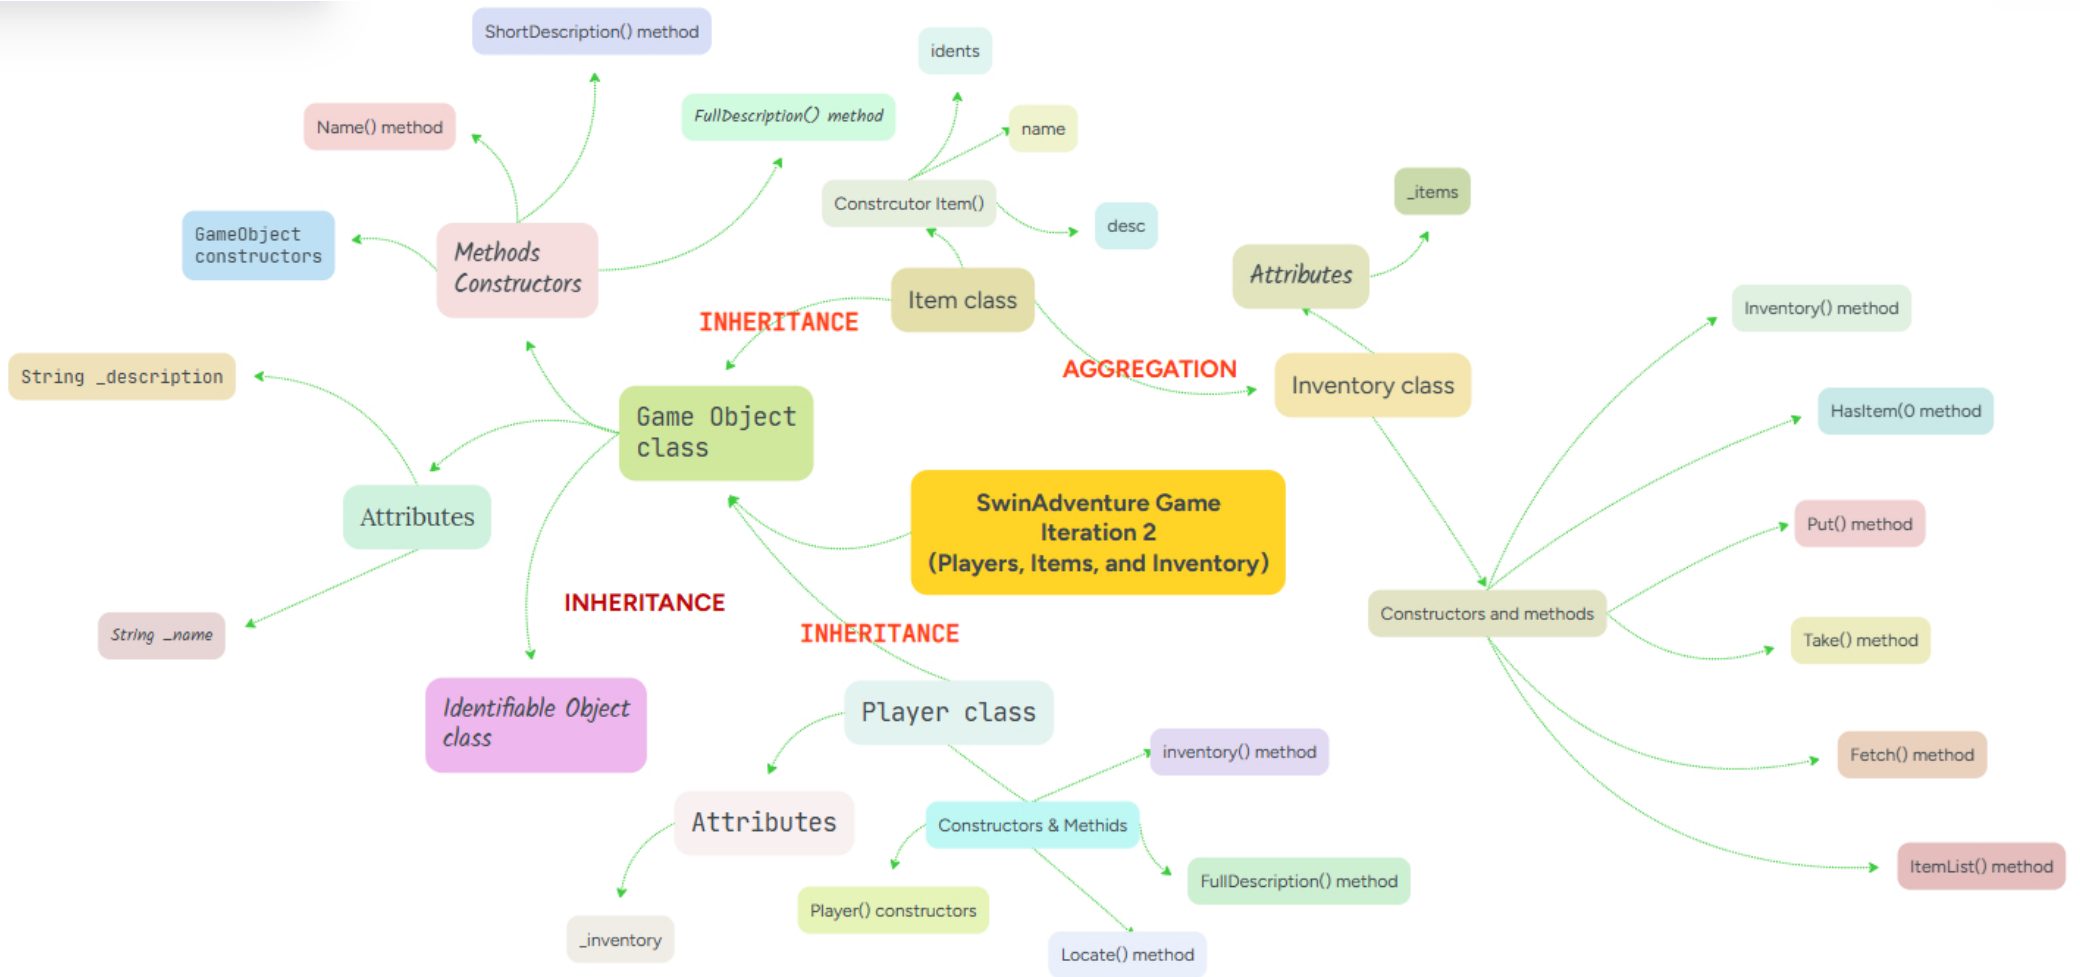 ShortDescription() method
idents
FullDescription() method
Name() method
name
_items
Constrcutor Item()
desc
GameObject
constructors
Methods
Constructors
Attributes
Item class
Inventory() method
INHERITANCE
String _description
AGGREGATION
Inventory class
HasItem(0 method
Game Object
class
Attributes
SwinAdventure Game
Iteration 2
(Players, Items, and Inventory)
Put() method
INHERITANCE
Constructors and methods
String _name
INHERITANCE
Take() method
Identifiable Object
class
Player class
inventory() method
Fetch() method
Attributes
Constructors & Methids
ItemList() method
FullDescription() method
Player() constructors
_inventory
Locate() method